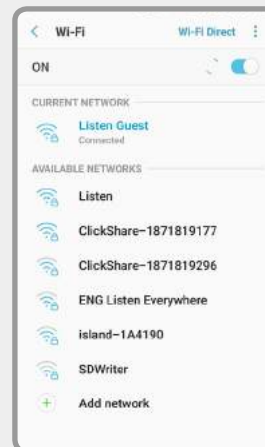 Wi-Fi Wi-Fi Direct
ON
CURRENT NETWORK
Listen Guest
Connected
AVAILABLE NETWORKS
Listen
ClickShare-1871819177
ClickShare-1871819296
ENG Listen Everywhere
island-1A4190
SDWriter
Add network